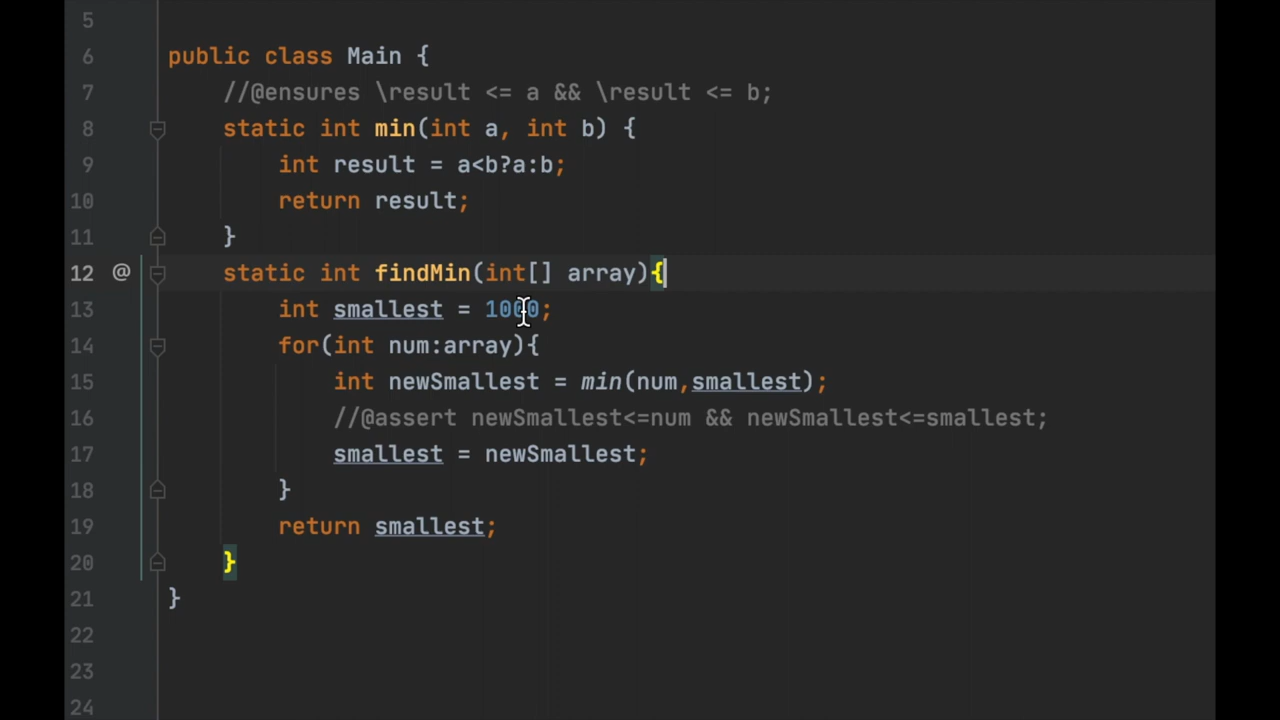 5
6 public class Main {
7 //@ensures \result <= a && \result <= b;
8 static int min(int a, int b) {
9 int result = a<b?a:b;
10 return result;
11 }
12 @ static int findMin(int[] array){
13 int smallest = 1000;
14 for(int num:array){
15 int newSmallest = min(num,smallest);
16 //@assert newSmallest<=num && newSmallest<=smallest;
17 smallest = newSmallest;
18 }
19 return smallest;
20 }
21 }
22
23
24